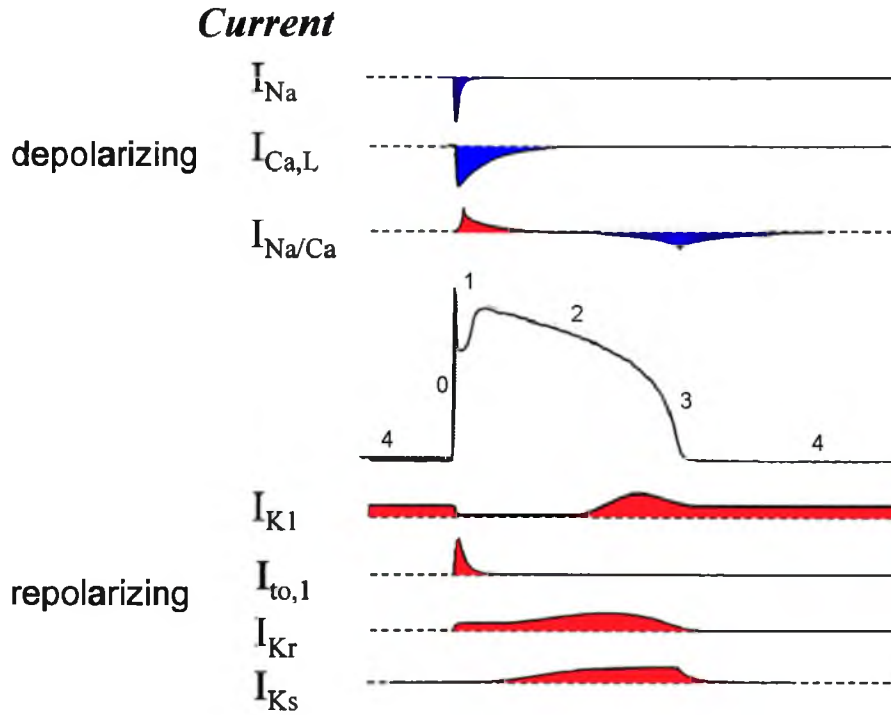 Current
I_Na
depolarizing I_Ca,L
I_Na/Ca
1
2
0
3
4 4
I_K1
I_to,1
repolarizing
I_Kr
I_Ks